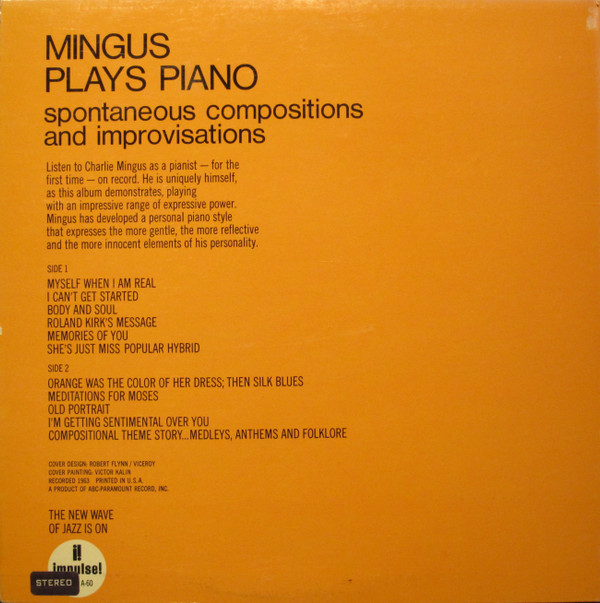 MINGUS
PLAYS PIANO
spontaneous compositions
and improvisations
Listen to Charlie Mingus as a pianist — for the
first time — on record. He is uniquely himself,
as this album demonstrates, playing
with an impressive range of expressive power.
Mingus has developed a personal piano style
that expresses the more gentle, the more reflective
and the more innocent elements of his personality.
SIDE 1
MYSELF WHEN I AM REAL
I CAN'T GET STARTED
BODY AND SOUL
ROLAND KIRK'S MESSAGE
MEMORIES OF YOU
SHE'S JUST MISS POPULAR HYBRID
SIDE 2
ORANGE WAS THE COLOR OF HER DRESS; THEN SILK BLUES
MEDITATIONS FOR MOSES
OLD PORTRAIT
I'M GETTING SENTIMENTAL OVER YOU
COMPOSITIONAL THEME STORY...MEDLEYS, ANTHEMS AND FOLKLORE
COVER DESIGN: ROBERT FLYNN / VICEROY
COVER PAINTING: VICTOR KALIN
RECORDED 1963 PRINTED IN U.S.A.
A PRODUCT OF ABC-PARAMOUNT RECORD, INC.
THE NEW WAVE
OF JAZZ IS ON
i!
impulse!
STEREO A-60